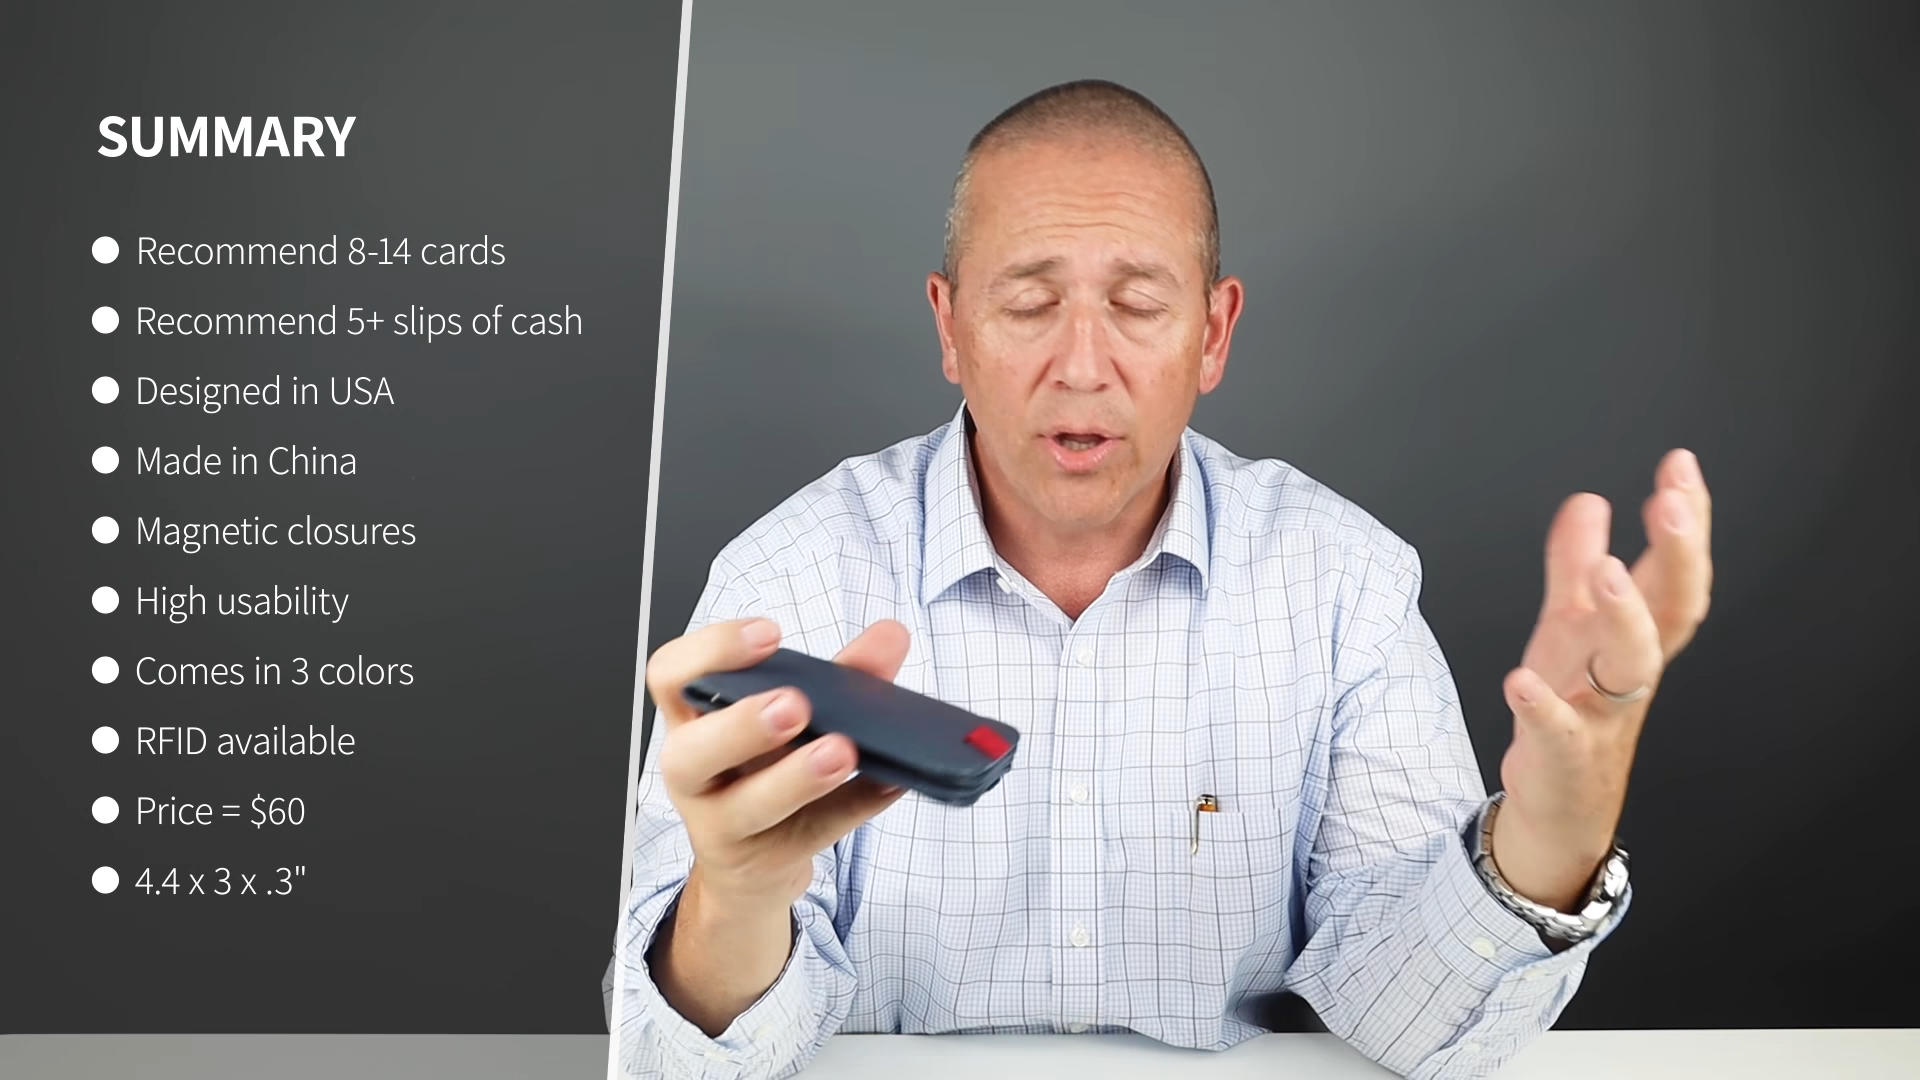 SUMMARY
Recommend 8-14 cards
Recommend 5+ slips of cash
Designed in USA
Made in China
Magnetic closures
High usability
Comes in 3 colors
RFID available
Price = $60
4.4 x 3 x .3"